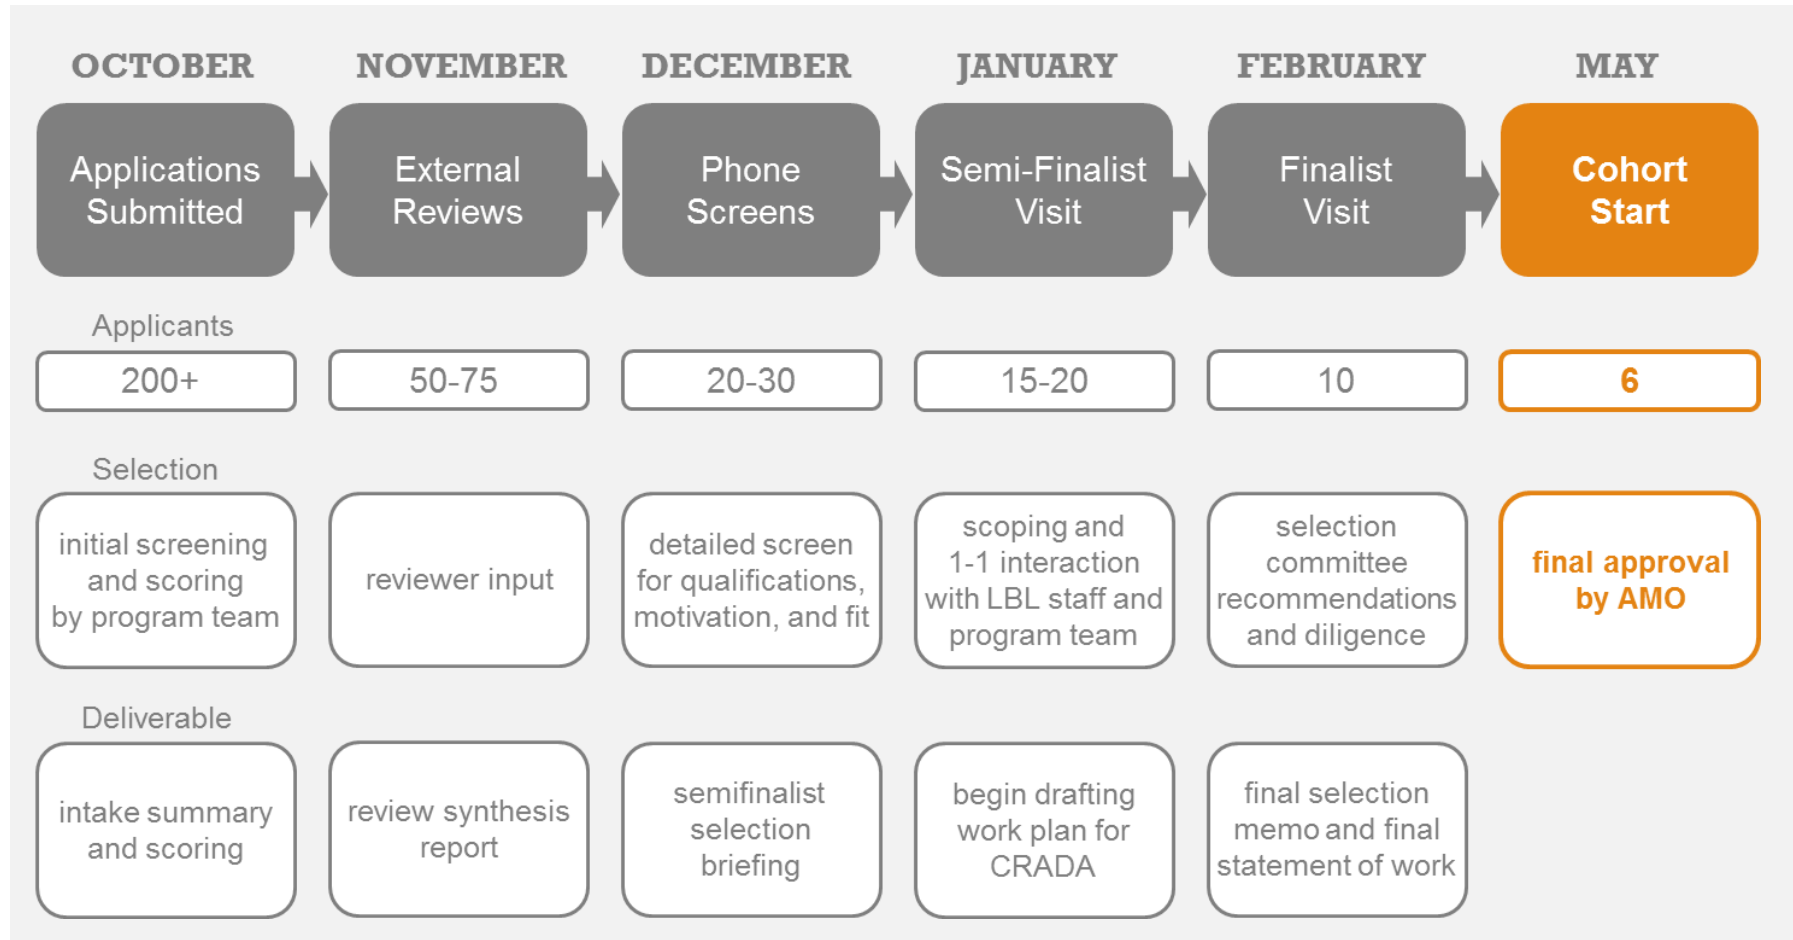 OCTOBER
NOVEMBER
DECEMBER
JANUARY
FEBRUARY
MAY
Applications
Submitted
External
Reviews
Phone
Screens
Semi-Finalist
Visit
Finalist
Visit
Cohort
Start
Applicants
200+
50-75
20-30
15-20
10
6
Selection
initial screening
and scoring
by program team
reviewer input
detailed screen
for qualifications,
motivation, and fit
scoping and
1-1 interaction
with LBL staff and
program team
selection
committee
recommendations
and diligence
final approval
by AMO
Deliverable
intake summary
and scoring
review synthesis
report
semifinalist
selection
briefing
begin drafting
work plan for
CRADA
final selection
memo and final
statement of work